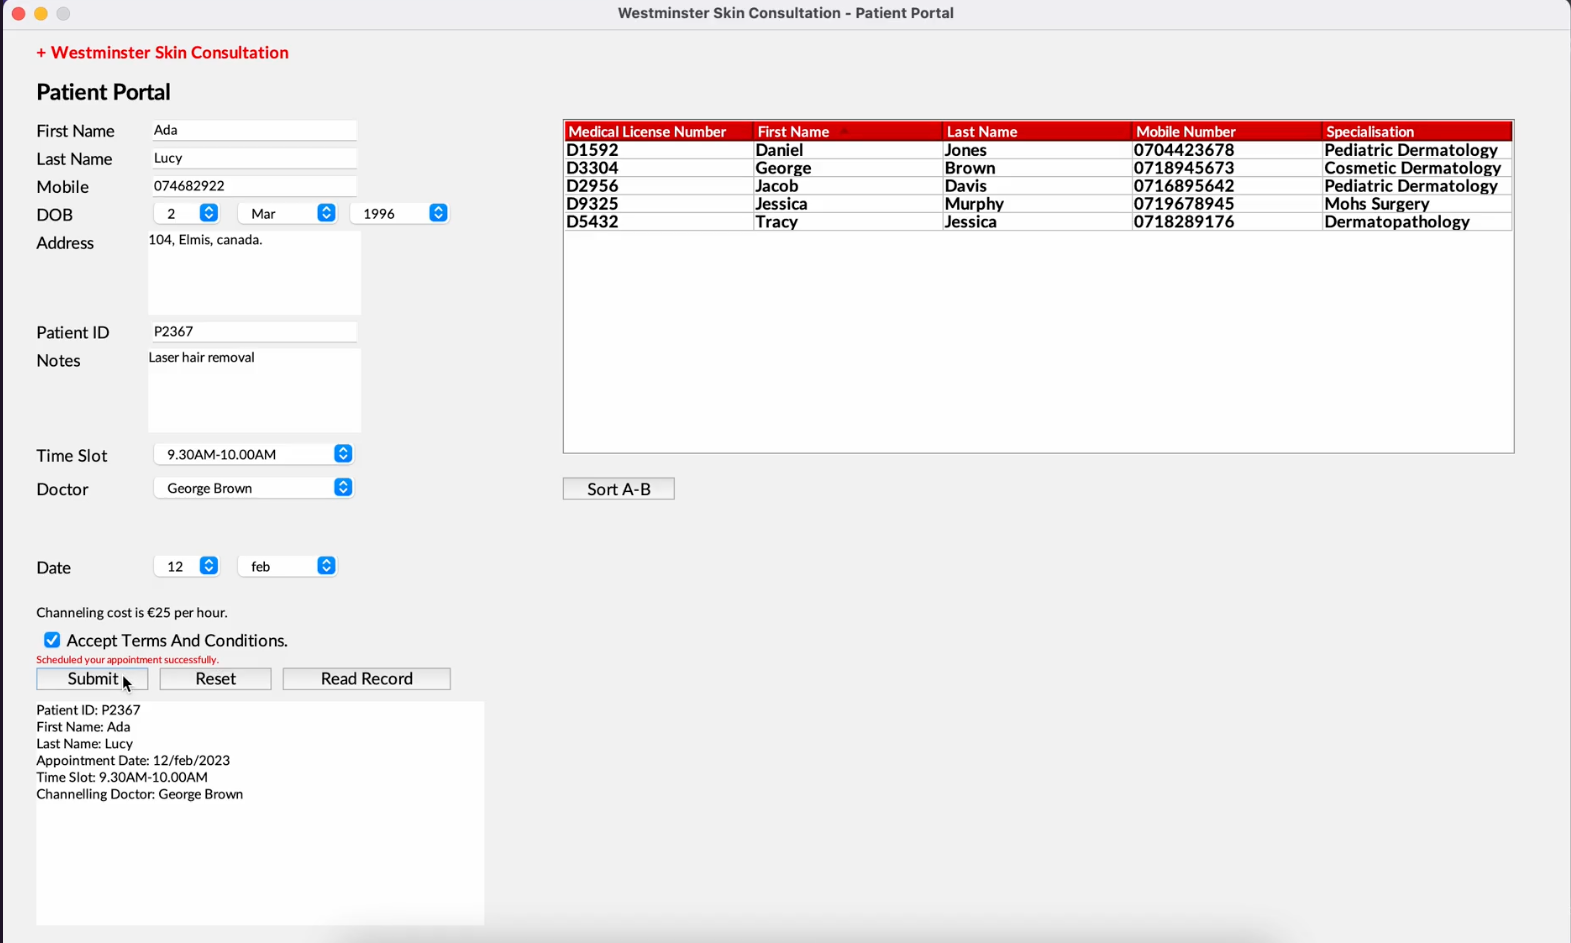 Westminster Skin Consultation - Patient Portal
+ Westminster Skin Consultation
Patient Portal
First Name Ada
Last Name Lucy
Mobile 074682922
DOB 2 Mar 1996
Address 104, Elmis, canada.
Patient ID P2367
Notes Laser hair removal
Time Slot 9.30AM-10.00AM
Doctor George Brown
Date 12 feb
Channeling cost is €25 per hour.
Accept Terms And Conditions.
Scheduled your appointment successfully.
Submit Reset Read Record
Patient ID: P2367
First Name: Ada
Last Name: Lucy
Appointment Date: 12/feb/2023
Time Slot: 9.30AM-10.00AM
Channelling Doctor: George Brown
Medical License Number First Name Last Name Mobile Number Specialisation
D1592 Daniel Jones 0704423678 Pediatric Dermatology
D3304 George Brown 0718945673 Cosmetic Dermatology
D2956 Jacob Davis 0716895642 Pediatric Dermatology
D9325 Jessica Murphy 0719678945 Mohs Surgery
D5432 Tracy Jessica 0718289176 Dermatopathology
Sort A-B